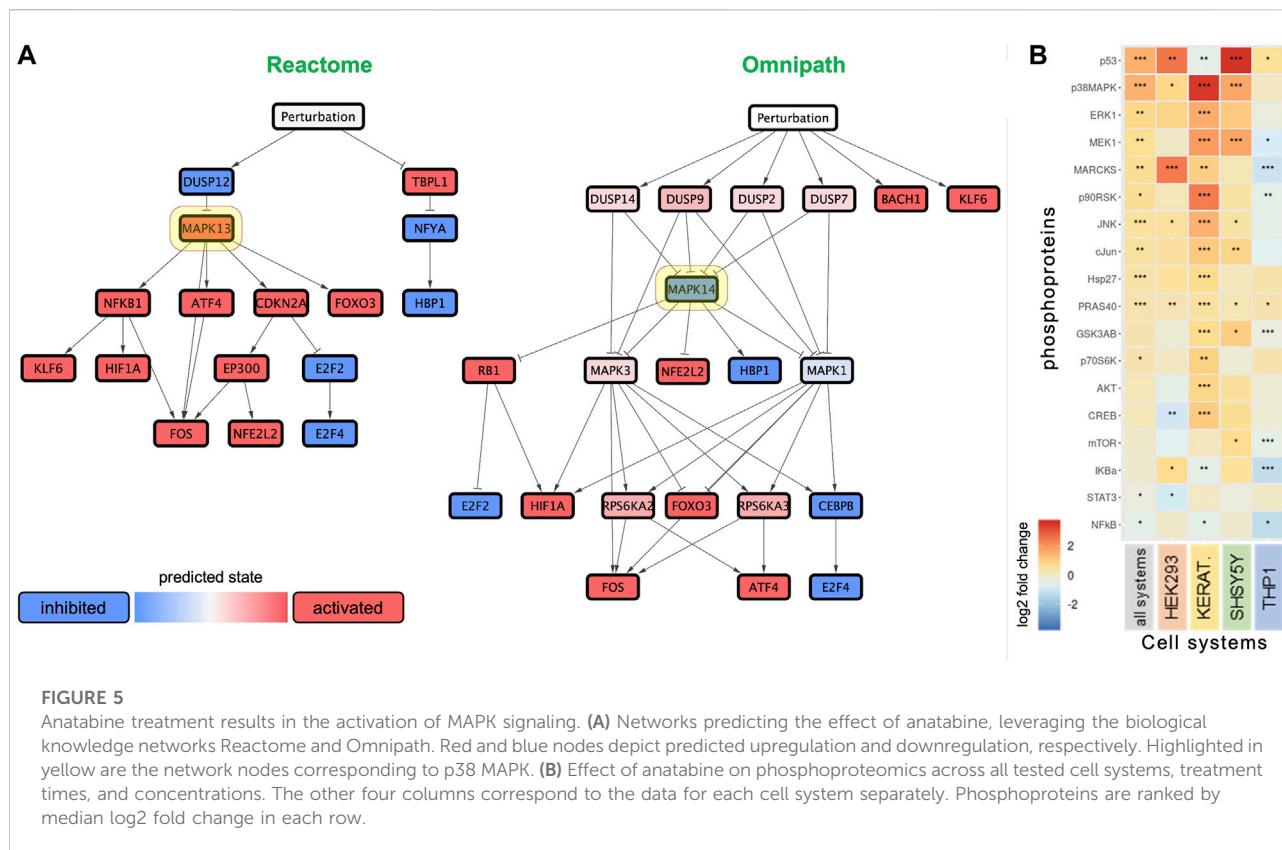 A
Reactome
Omnipath
Perturbation
DUSP12
TBPL1
MAPK13
NFYA
NFKB1
ATF4
CDKN2A
FOXO3
HBP1
KLF6
HIF1A
EP300
E2F2
FOS
NFE2L2
E2F4
Perturbation
DUSP14
DUSP9
DUSP2
DUSP7
BACH1
KLF6
MAPK14
RB1
MAPK3
NFE2L2
HBP1
MAPK1
E2F2
HIF1A
RPS6KA2
FOXO3
RPS6KA3
CEBPB
FOS
ATF4
E2F4
predicted state
inhibited
activated
B
phosphoproteins
p53 *** ** ** *** *
p38MAPK *** * *** ***
ERK1 ** ***
MEK1 ** *** *** *
MARCKS ** *** ** ***
p90RSK * *** **
JNK *** *** *
cJun ** *** **
Hsp27 *** ***
PRAS40 *** ** *** * *
GSK3AB *** * ***
p70S6K * **
AKT ***
CREB ** ***
mTOR * ***
IKBa * ** ***
STAT3 * *
NFkB * * *
log2 fold change
2
0
-2
all systems
HEK293
KERAT.
SHSY5Y
THP1
Cell systems
FIGURE 5
Anatabine treatment results in the activation of MAPK signaling. (A) Networks predicting the effect of anatabine, leveraging the biological
knowledge networks Reactome and Omnipath. Red and blue nodes depict predicted upregulation and downregulation, respectively. Highlighted in
yellow are the network nodes corresponding to p38 MAPK. (B) Effect of anatabine on phosphoproteomics across all tested cell systems, treatment
times, and concentrations. The other four columns correspond to the data for each cell system separately. Phosphoproteins are ranked by
median log2 fold change in each row.